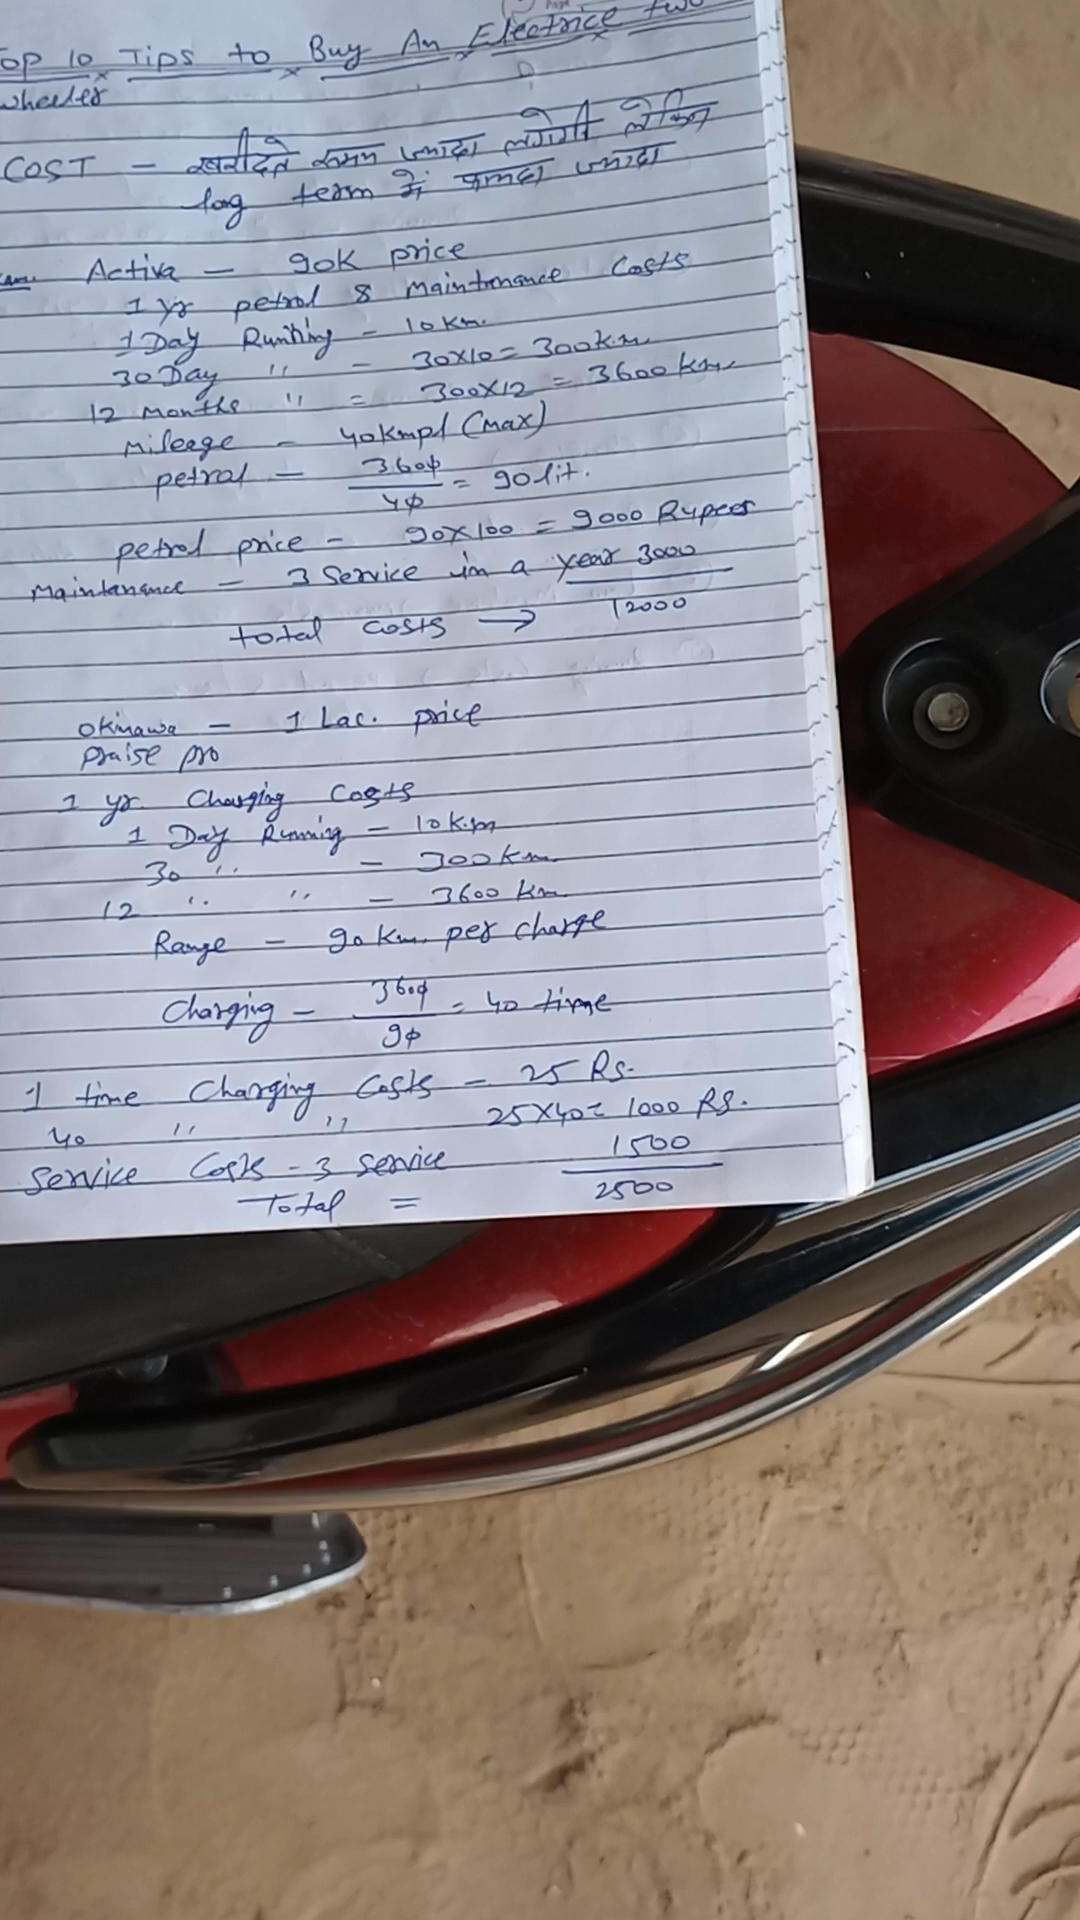 Top 10 Tips to Buy An Electrice two
wheeler
COST - खरीदते समय ज्यादा लगेगी लेकिन
log term में फायदा ज्यादा
Activa - 90K price
1 yr petrol & Maintenance Costs
1 Day Running - 10 Km.
30 Day " - 30x10 = 300 k.m.
12 Months " = 300x12 = 3600 Km.
Mileage - 40 Kmpl (Max)
petrol - 3600/40 = 90 lit.
petrol price - 90x100 = 9000 Rupees
Maintenance - 3 Service in a year 3000
total costs → 12000
Okinawa - 1 Lac. price
Praise pro
1 yr. Charging Costs
1 Day Running - 10 K.m
30 " - 300 Km.
12 " " - 3600 Km.
Range - 90 Km. per charge
Charging - 3600/90 = 40 time
1 time Charging Costs - 25 Rs.
40 " " 25X40= 1000 RS.
Service Costs - 3 service 1500
Total = 2500